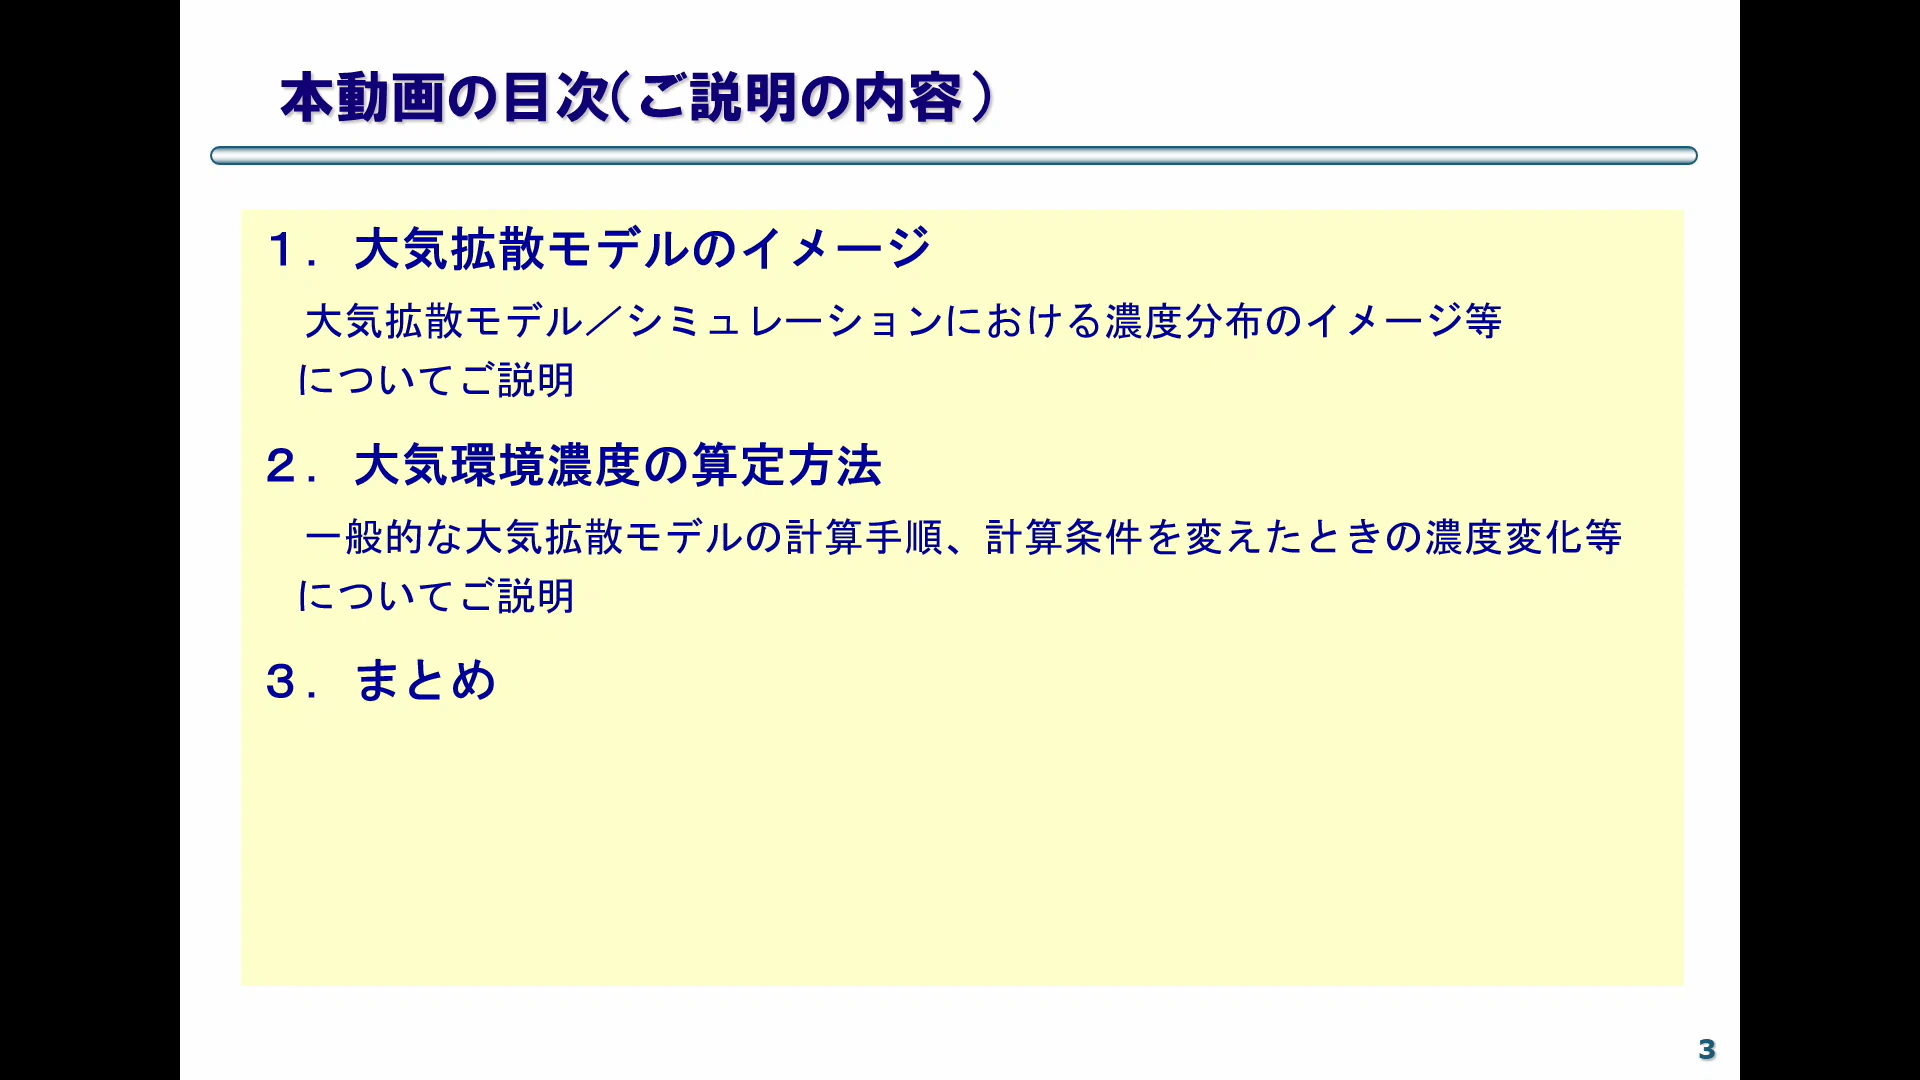 本動画の目次(ご説明の内容)
１．大気拡散モデルのイメージ
大気拡散モデル／シミュレーションにおける濃度分布のイメージ等
についてご説明
２．大気環境濃度の算定方法
一般的な大気拡散モデルの計算手順、計算条件を変えたときの濃度変化等
についてご説明
３．まとめ
3